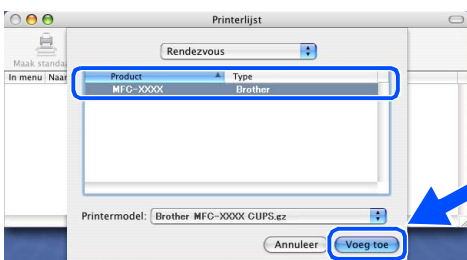 Printerlijst
Rendezvous
Maak standa
In menu Naar
Product Type
MFC-XXXX Brother
Printermodel: Brother MFC-XXXX CUPS.gz
Annuleer Voeg toe